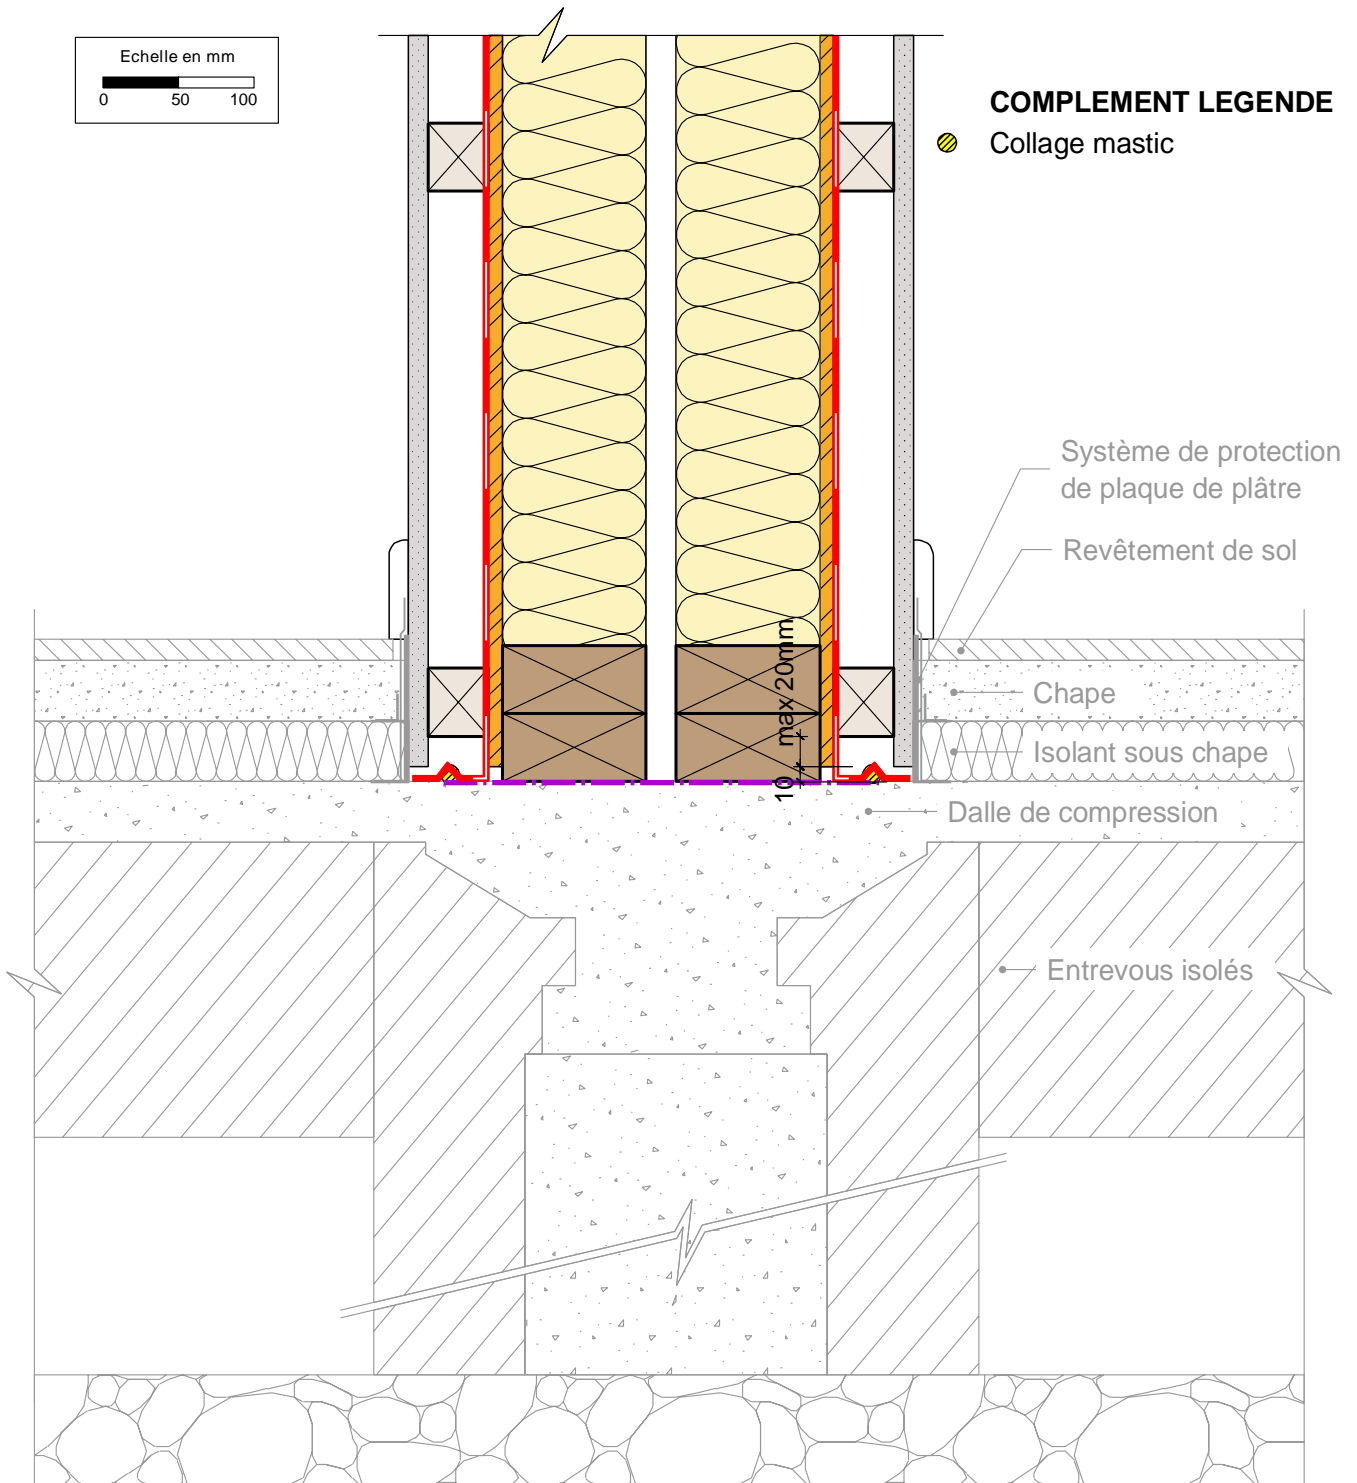 Echelle en mm
0 50 100
COMPLEMENT LEGENDE
Collage mastic
Système de protection
de plaque de plâtre
Revêtement de sol
max 20mm
10
Chape
Isolant sous chape
Dalle de compression
Entrevous isolés